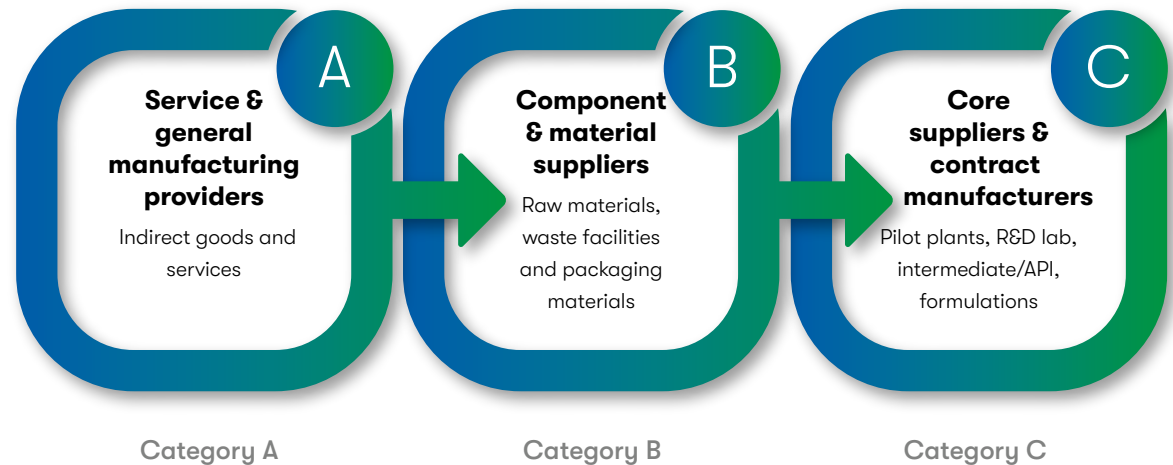 A
Service &
general
manufacturing
providers
Indirect goods and
services
Category A
B
Component
& material
suppliers
Raw materials,
waste facilities
and packaging
materials
Category B
C
Core
suppliers &
contract
manufacturers
Pilot plants, R&D lab,
intermediate/API,
formulations
Category C